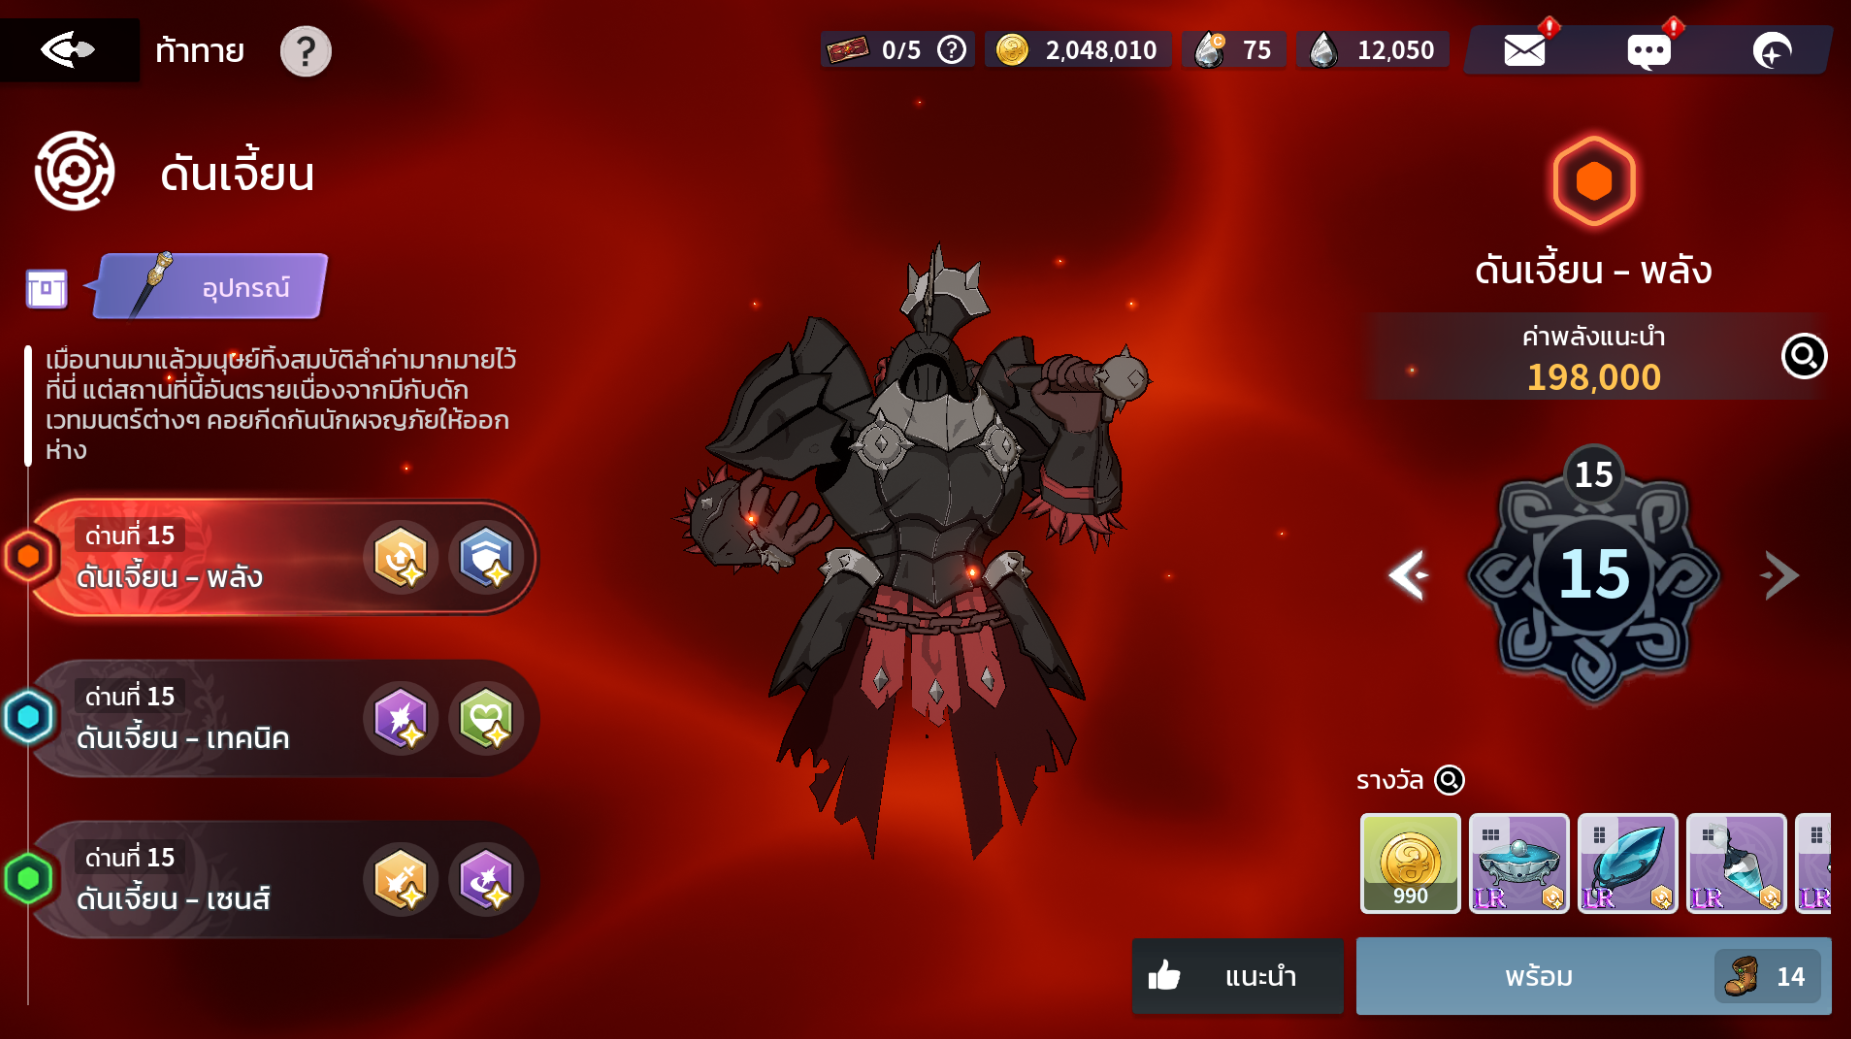 ท้าทาย
?
0/5
?
2,048,010
C
75
12,050
!
!
ดันเจี้ยน
อุปกรณ์
เมื่อนานมาแล้วมนุษย์ทิ้งสมบัติล้ำค่ามากมายไว้
ที่นี่ แต่สถานที่นี้อันตรายเนื่องจากมีกับดัก
เวทมนตร์ต่างๆ คอยกีดกันนักผจญภัยให้ออก
ห่าง
ด่านที่ 15
ดันเจี้ยน - พลัง
ด่านที่ 15
ดันเจี้ยน - เทคนิค
ด่านที่ 15
ดันเจี้ยน - เซนส์
ดันเจี้ยน - พลัง
ค่าพลังแนะนำ
198,000
15
15
รางวัล
990
LR
LR
LR
LR
แนะนำ
พร้อม
14